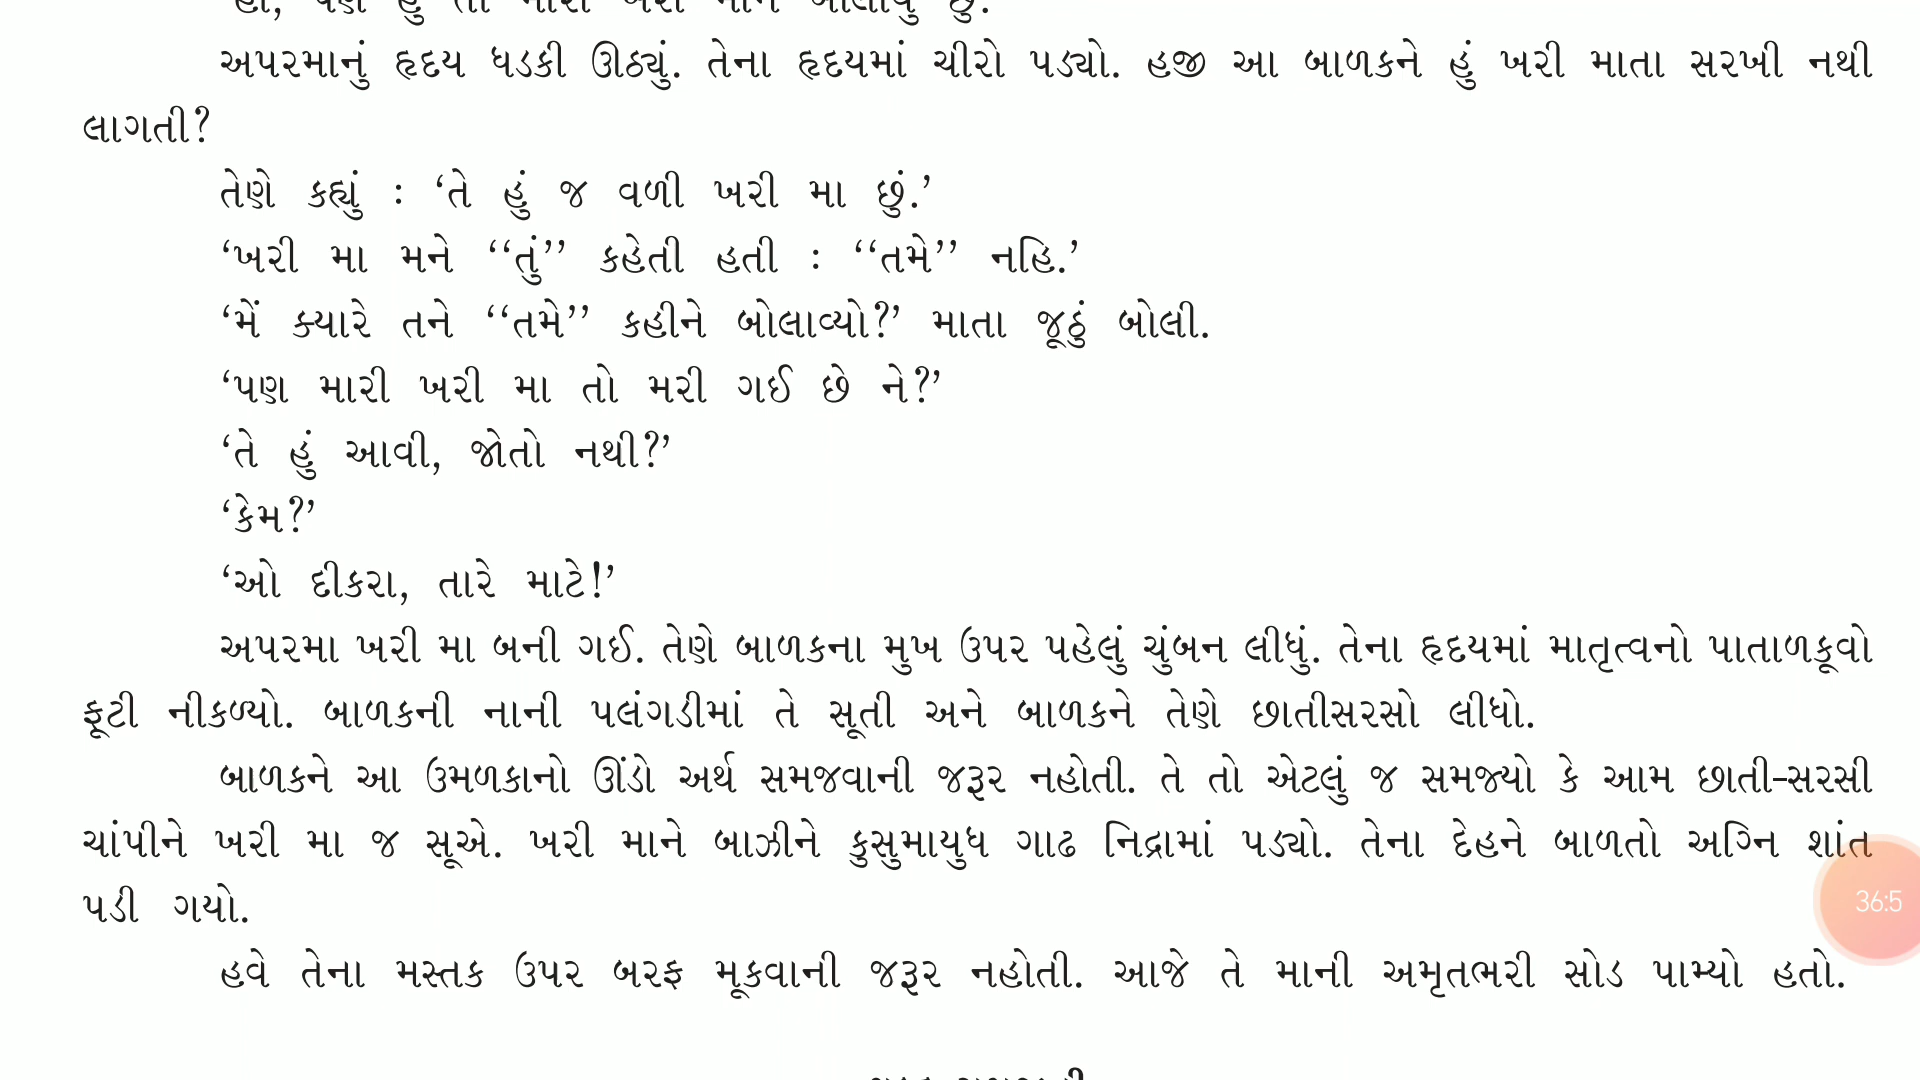 હા, પણ હું તો મારી ખરી માને બોલાવું છું.
અપરમાનું હૃદય ધડકી ઊઠ્યું. તેના હૃદયમાં ચીરો પડ્યો. હજી આ બાળકને હું ખરી માતા સરખી નથી
લાગતી?
તેણે કહ્યું : ‘તે હું જ વળી ખરી મા છું.’
‘ખરી મા મને ‘‘તું’’ કહેતી હતી : ‘‘તમે’’ નહિ.’
‘મેં ક્યારે તને ‘‘તમે’’ કહીને બોલાવ્યો?’ માતા જૂઠું બોલી.
‘પણ મારી ખરી મા તો મરી ગઈ છે ને?’
‘તે હું આવી, જોતો નથી?’
‘કેમ?’
‘ઓ દીકરા, તારે માટે!’
અપરમા ખરી મા બની ગઈ. તેણે બાળકના મુખ ઉપર પહેલું ચુંબન લીધું. તેના હૃદયમાં માતૃત્વનો પાતાળકૂવો
ફૂટી નીકળ્યો. બાળકની નાની પલંગડીમાં તે સૂતી અને બાળકને તેણે છાતીસરસો લીધો.
બાળકને આ ઉમળકાનો ઊંડો અર્થ સમજવાની જરૂર નહોતી. તે તો એટલું જ સમજ્યો કે આમ છાતી-સરસી
ચાંપીને ખરી મા જ સૂએ. ખરી માને બાઝીને કુસુમાયુધ ગાઢ નિદ્રામાં પડ્યો. તેના દેહને બાળતો અગ્નિ શાંત
પડી ગયો.
36:5
હવે તેના મસ્તક ઉપર બરફ મૂકવાની જરૂર નહોતી. આજે તે માની અમૃતભરી સોડ પામ્યો હતો.